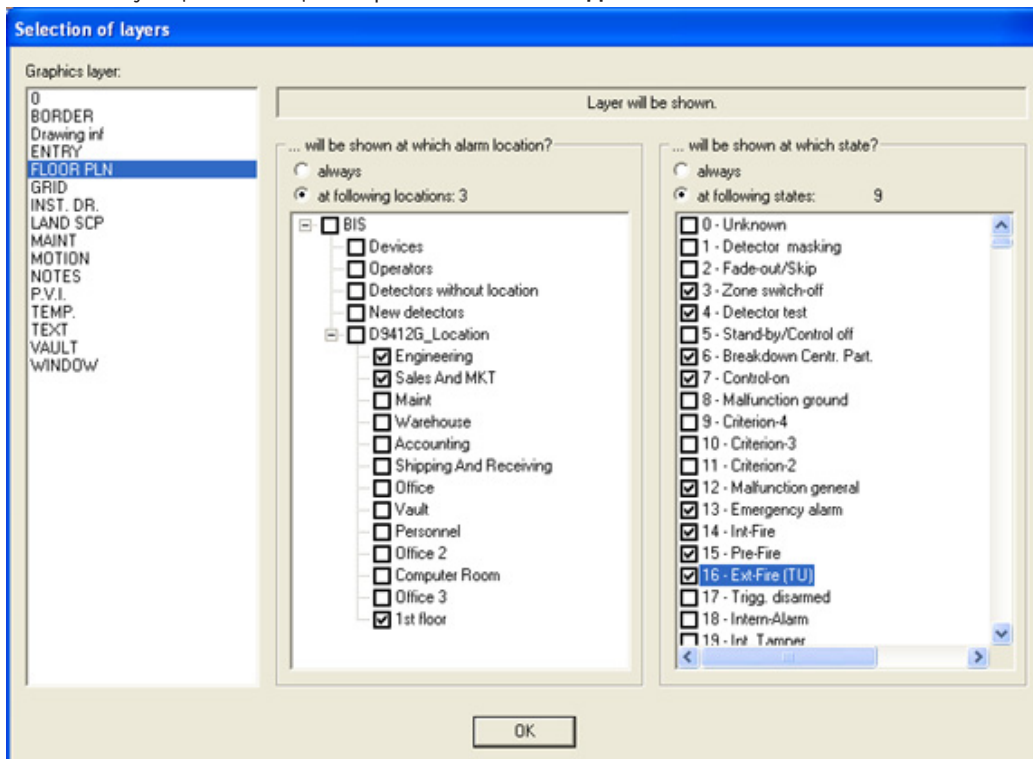 Selection of layers
Graphics layer:
0
BORDER
Drawing inf
ENTRY
FLOOR PLN
GRID
INST. DR.
LAND SCP
MAINT
MOTION
NOTES
P.V.I.
TEMP.
TEXT
VAULT
WINDOW
Layer will be shown.
... will be shown at which alarm location?
always
at following locations: 3
BIS
Devices
Operators
Detectors without location
New detectors
D9412G_Location
Engineering
Sales And MKT
Maint
Warehouse
Accounting
Shipping And Receiving
Office
Vault
Personnel
Office 2
Computer Room
Office 3
1st floor
... will be shown at which state?
always
at following states: 9
0 - Unknown
1 - Detector masking
2 - Fade-out/Skip
3 - Zone switch-off
4 - Detector test
5 - Stand-by/Control off
6 - Breakdown Centr. Part.
7 - Control-on
8 - Malfunction ground
9 - Criterion-4
10 - Criterion-3
11 - Criterion-2
12 - Malfunction general
13 - Emergency alarm
14 - Int-Fire
15 - Pre-Fire
16 - Ext-Fire (TU)
17 - Trigg. disarmed
18 - Intern-Alarm
19 - Int. Tamper
OK